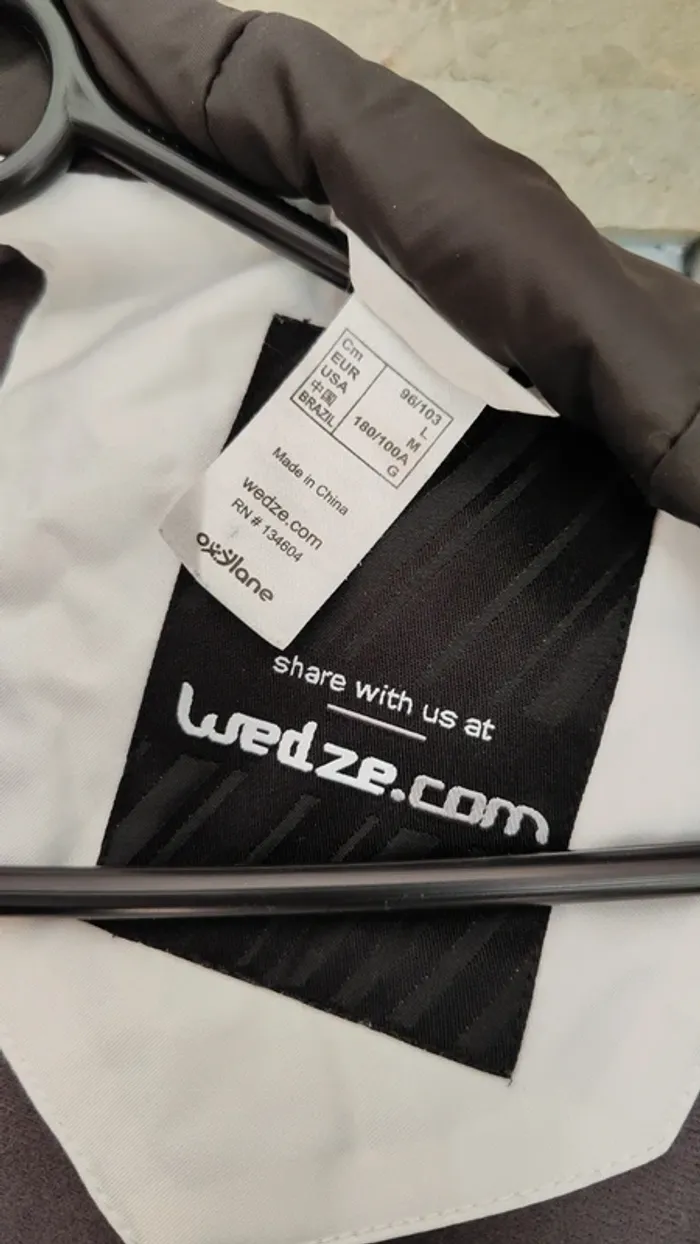 Cm 96/103
EUR L
USA M
中国 180/100A
BRAZIL G
Made in China
wedze.com
RN # 134604
oxylane
share with us at
wedze.com